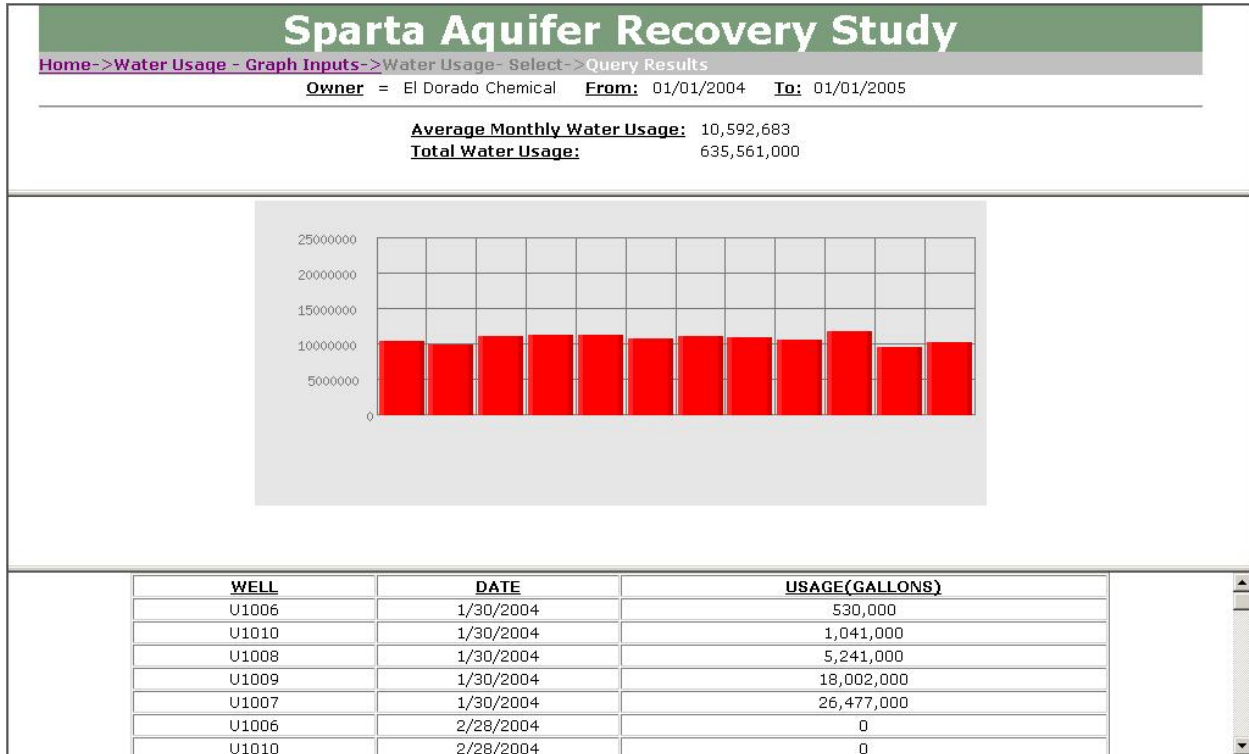 Sparta Aquifer Recovery Study
Home->Water Usage - Graph Inputs->Water Usage- Select->Query Results
Owner = El Dorado Chemical From: 01/01/2004 To: 01/01/2005
Average Monthly Water Usage: 10,592,683
Total Water Usage: 635,561,000
25000000
20000000
15000000
10000000
5000000
0
WELL DATE USAGE(GALLONS)
U1006 1/30/2004 530,000
U1010 1/30/2004 1,041,000
U1008 1/30/2004 5,241,000
U1009 1/30/2004 18,002,000
U1007 1/30/2004 26,477,000
U1006 2/28/2004 0
U1010 2/28/2004 0